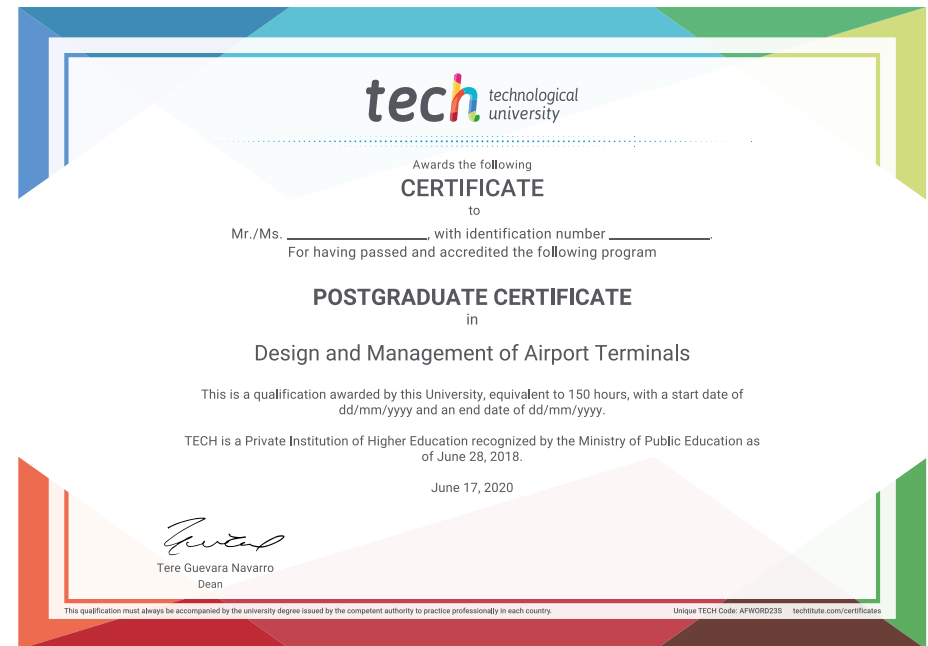 tech technological
university
Awards the following
CERTIFICATE
to
Mr./Ms. ____________________, with identification number ______________.
For having passed and accredited the following program
POSTGRADUATE CERTIFICATE
in
Design and Management of Airport Terminals
This is a qualification awarded by this University, equivalent to 150 hours, with a start date of
dd/mm/yyyy and an end date of dd/mm/yyyy.
TECH is a Private Institution of Higher Education recognized by the Ministry of Public Education as
of June 28, 2018.
June 17, 2020
Tere Guevara Navarro
Dean
This qualification must always be accompanied by the university degree issued by the competent authority to practice professionally in each country.
Unique TECH Code: AFWORD23S techtitute.com/certificates